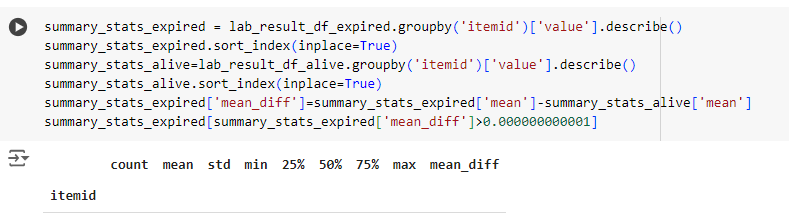 summary_stats_expired = lab_result_df_expired.groupby('itemid')['value'].describe()
summary_stats_expired.sort_index(inplace=True)
summary_stats_alive=lab_result_df_alive.groupby('itemid')['value'].describe()
summary_stats_alive.sort_index(inplace=True)
summary_stats_expired['mean_diff']=summary_stats_expired['mean']-summary_stats_alive['mean']
summary_stats_expired[summary_stats_expired['mean_diff']>0.000000000001]
count mean std min 25% 50% 75% max mean_diff
itemid